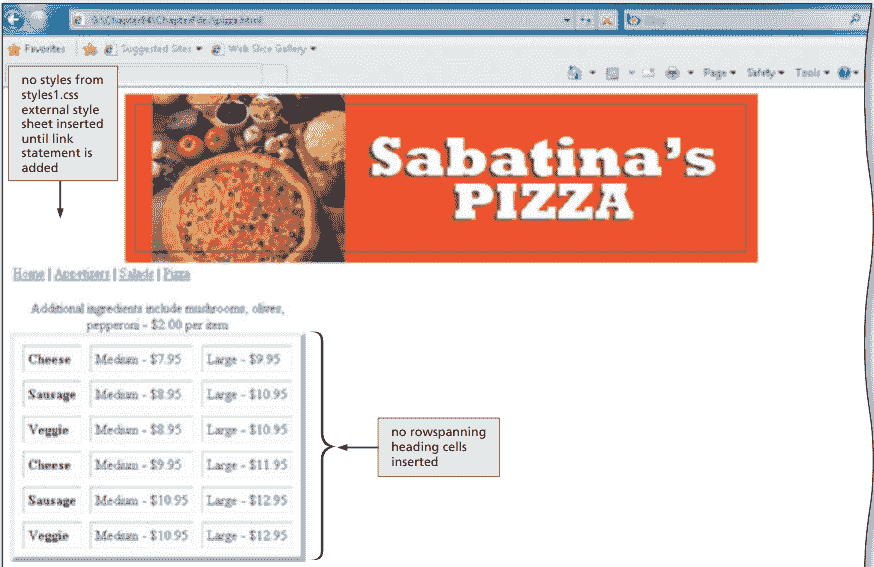 G:\Chapter04\ChapterFiles\pizza.html
Favorites
Suggested Sites
Web Slice Gallery
Page
Safety
Tools
no styles from
styles1.css
external style
sheet inserted
until link
statement is
added
Sabatina's
PIZZA
Home | Appetizers | Salads | Pizza
Additional ingredients include mushrooms, olives,
pepperoni - $2.00 per item
Cheese Medium - $7.95 Large - $9.95
Sausage Medium - $8.95 Large - $10.95
Veggie Medium - $8.95 Large - $10.95
Cheese Medium - $9.95 Large - $11.95
Sausage Medium - $10.95 Large - $12.95
Veggie Medium - $10.95 Large - $12.95
no rowspanning
heading cells
inserted